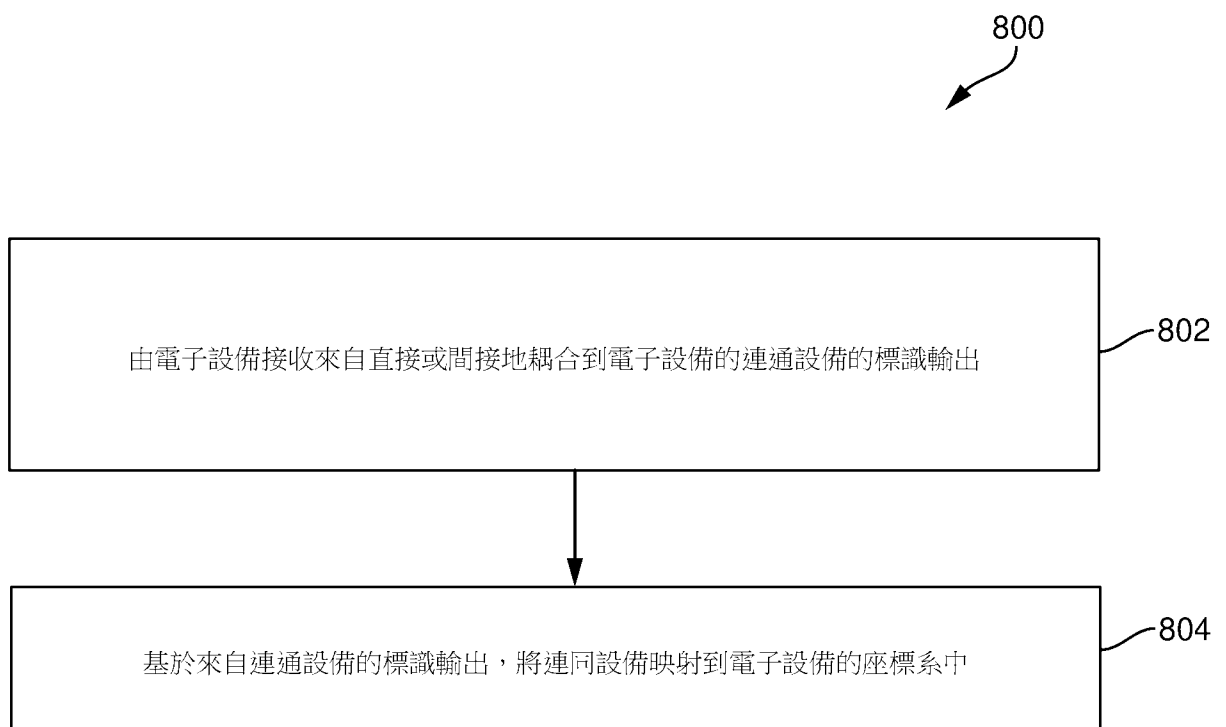 800
由電子設備接收來自直接或間接地耦合到電子設備的連通設備的標識輸出
802
基於來自連通設備的標識輸出，將連同設備映射到電子設備的座標系中
804